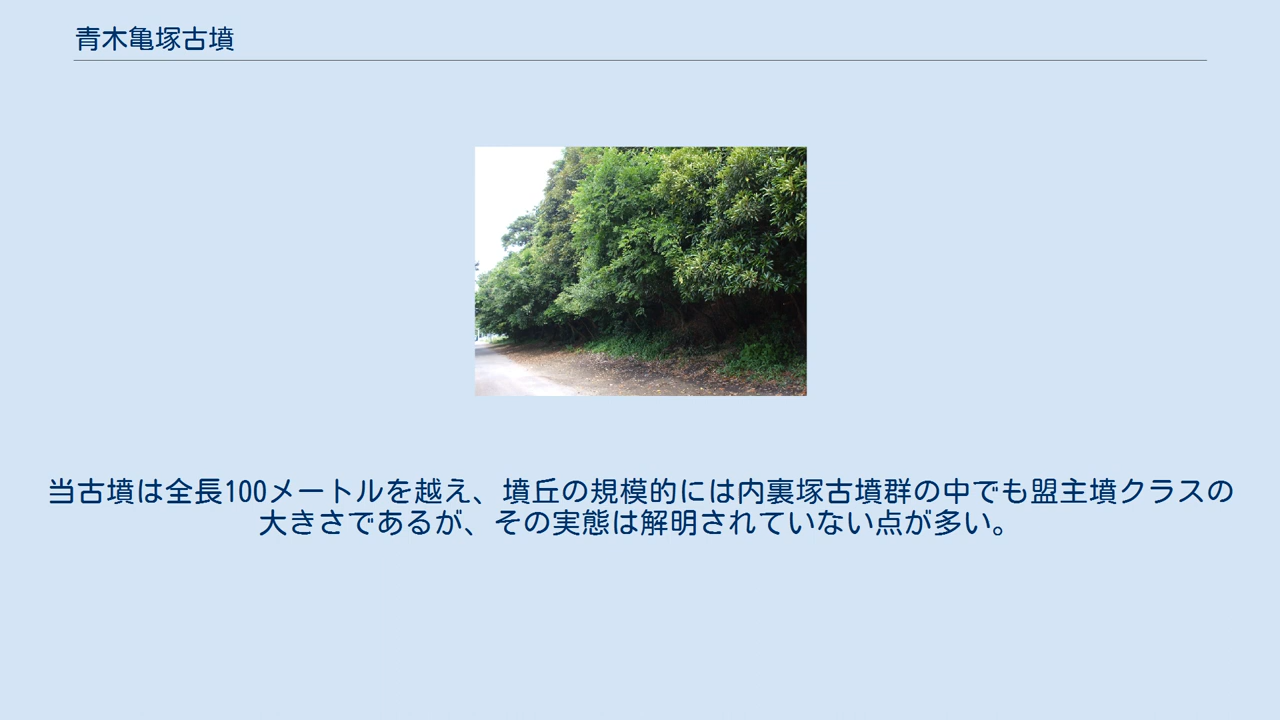 青木亀塚古墳
当古墳は全長100メートルを越え、墳丘の規模的には内裏塚古墳群の中でも盟主墳クラスの
大きさであるが、その実態は解明されていない点が多い。